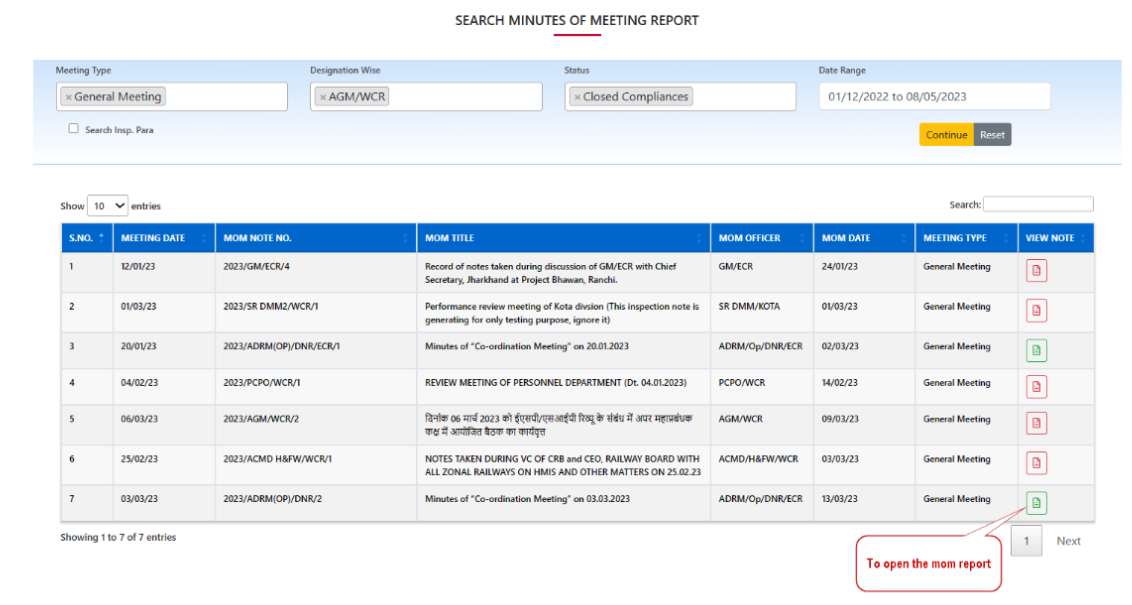 SEARCH MINUTES OF MEETING REPORT
Meeting Type Designation Wise Status Date Range
× General Meeting × AGM/WCR × Closed Compliances 01/12/2022 to 08/05/2023
Search Insp. Para Continue Reset
Show 10 entries Search:
S.NO. MEETING DATE MOM NOTE NO. MOM TITLE MOM OFFICER MOM DATE MEETING TYPE VIEW NOTE
1 12/01/23 2023/GM/ECR/4 Record of notes taken during discussion of GM/ECR with Chief GM/ECR 24/01/23 General Meeting
Secretary, Jharkhand at Project Bhawan, Ranchi.
2 01/03/23 2023/SR DMM2/WCR/1 Performance review meeting of Kota divsion (This inspection note is SR DMM/KOTA 01/03/23 General Meeting
generating for only testing purpose, ignore it)
3 20/01/23 2023/ADRM(OP)/DNR/ECR/1 Minutes of "Co-ordination Meeting" on 20.01.2023 ADRM/Op/DNR/ECR 02/03/23 General Meeting
4 04/02/23 2023/PCPO/WCR/1 REVIEW MEETING OF PERSONNEL DEPARTMENT (Dt. 04.01.2023) PCPO/WCR 14/02/23 General Meeting
5 06/03/23 2023/AGM/WCR/2 दिनांक 06 मार्च 2023 को ईएसपी/एसआईपी रिव्यू के संबंध में अपर महाप्रबंधक AGM/WCR 09/03/23 General Meeting
कक्ष में आयोजित बैठक का कार्यवृत्त
6 25/02/23 2023/ACMD H&FW/WCR/1 NOTES TAKEN DURING VC OF CRB and CEO, RAILWAY BOARD WITH ACMD/H&FW/WCR 03/03/23 General Meeting
ALL ZONAL RAILWAYS ON HMIS AND OTHER MATTERS ON 25.02.23
7 03/03/23 2023/ADRM(OP)/DNR/2 Minutes of "Co-ordination Meeting" on 03.03.2023 ADRM/Op/DNR/ECR 13/03/23 General Meeting
Showing 1 to 7 of 7 entries 1 Next
To open the mom report